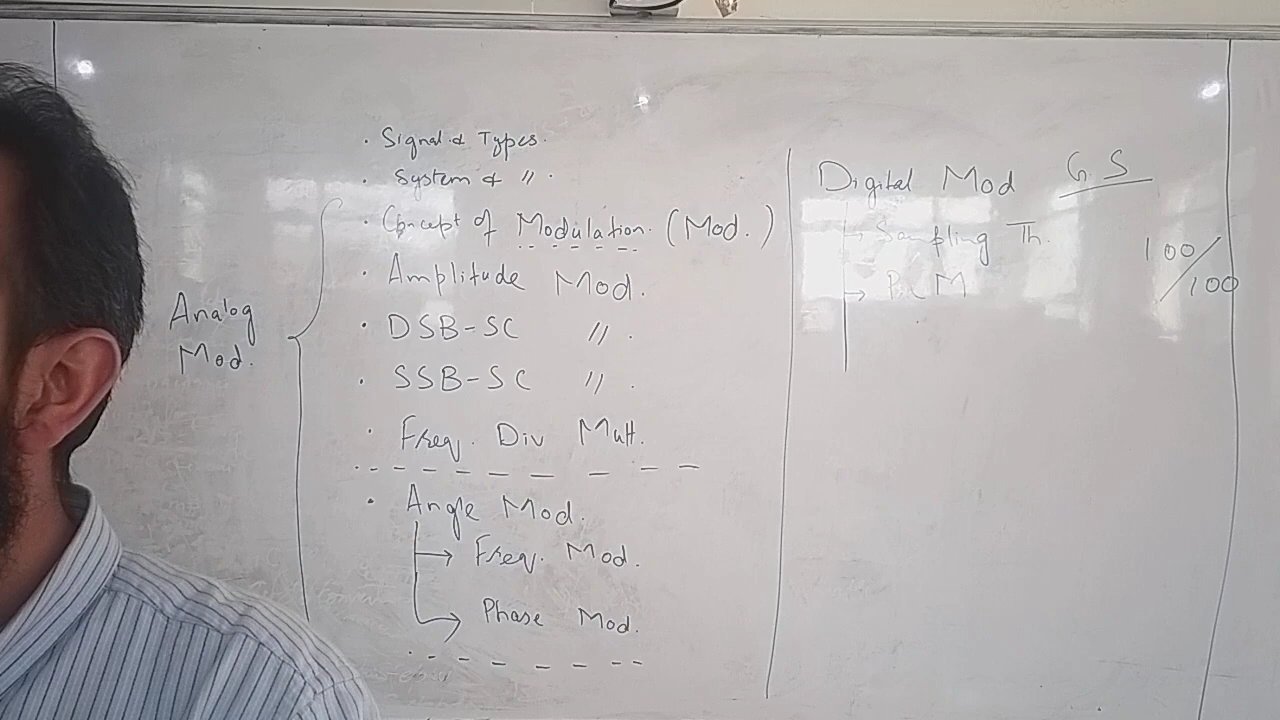 . Signal & Types.
. System & " .
. Concept of Modulation. (Mod.)
. Amplitude Mod.
. DSB-SC " .
. SSB-SC " .
. Freq. Div Mult.
. Angle Mod.
→ Freq. Mod.
→ Phase Mod.
Analog
Mod.
Digital Mod G.S
→ Sampling Th.
→ P.C.M
100/100